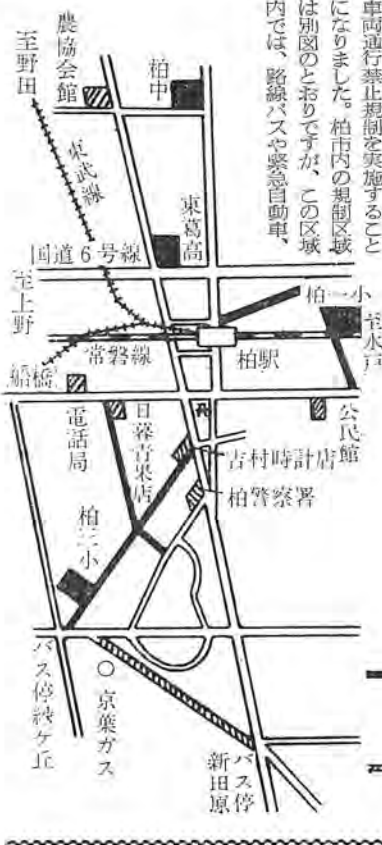 車両通行禁止規制を実施すること
になりました。柏市内の規制区域
は別図のとおりですが、この区域
内では、路線バスや緊急自動車、
農協会館
至野田
東武線
柏中
東葛高
国道6号線
至上野
柏一小
至水戸
柏駅
常磐線
船橋
電話局
日暮青果店
公民館
吉村時計店
柏警察署
柏三小
バス停桜ケ丘
京葉ガス
バス停
新田原